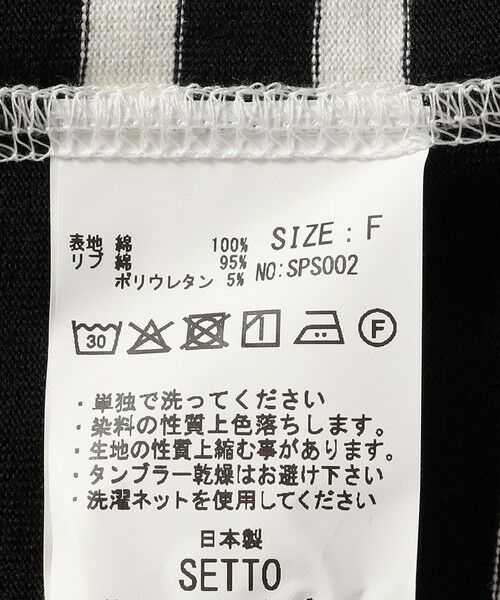 表地 綿 100% SIZE : F
リブ 綿 95% NO:SPS002
ポリウレタン 5%
30 F
・単独で洗ってください
・染料の性質上色落ちします。
・生地の性質上縮む事があります。
・タンブラー乾燥はお避け下さい
・洗濯ネットを使用してください
日本製
SETTO